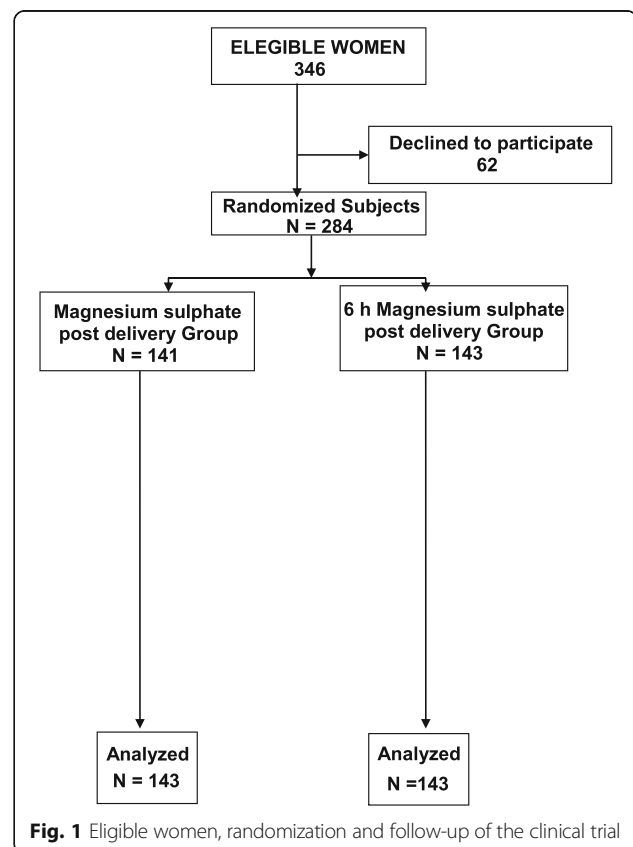 ELEGIBLE WOMEN
346
Declined to participate
62
Randomized Subjects
N = 284
Magnesium sulphate
post delivery Group
N = 141
6 h Magnesium sulphate
post delivery Group
N = 143
Analyzed
N = 143
Analyzed
N =143
Fig. 1 Eligible women, randomization and follow-up of the clinical trial